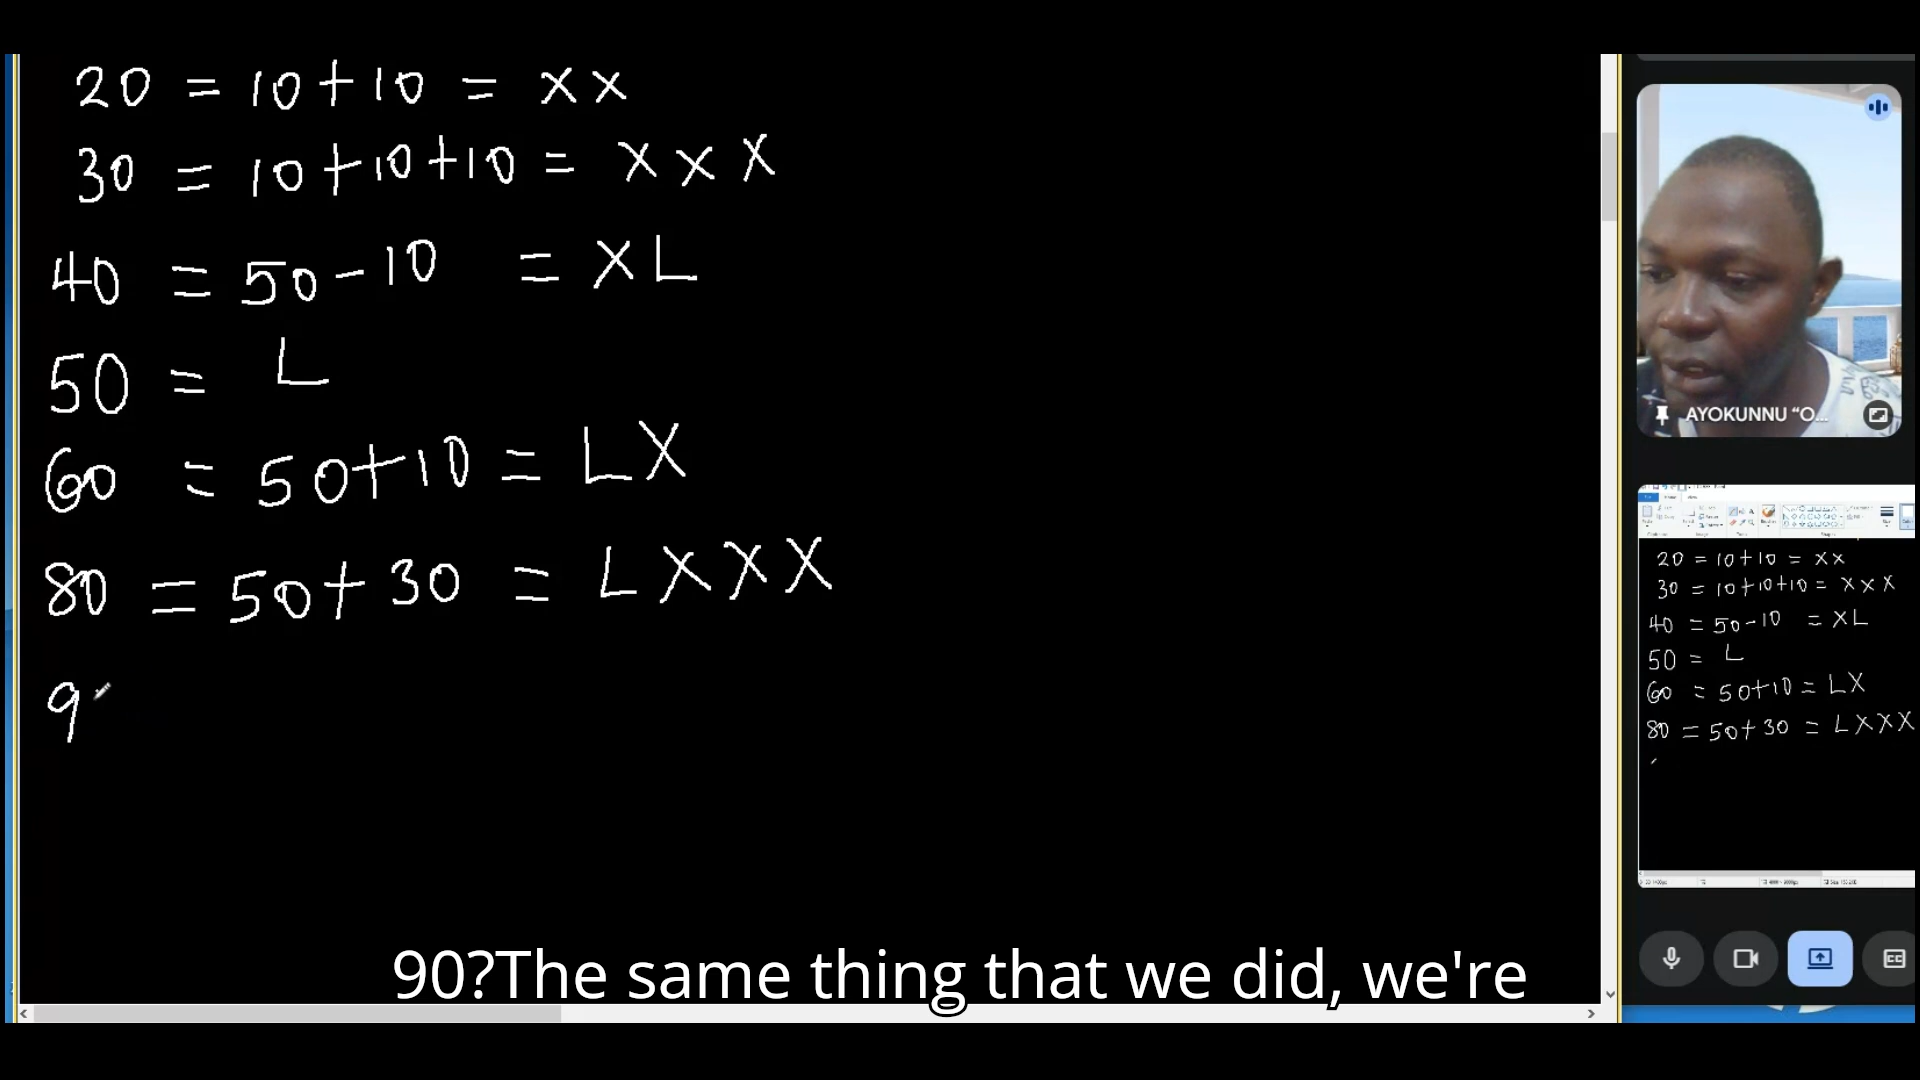 20 = 10 + 10 = XX
30 = 10 + 10 + 10 = XXX
40 = 50 - 10 = XL
50 = L
60 = 50 + 10 = LX
80 = 50 + 30 = LXXX
9
90?The same thing that we did, we're
AYOKUNNU “O...
20 = 10 + 10 = XX
30 = 10 + 10 + 10 = XXX
40 = 50 - 10 = XL
50 = L
60 = 50 + 10 = LX
80 = 50 + 30 = LXXX
CC